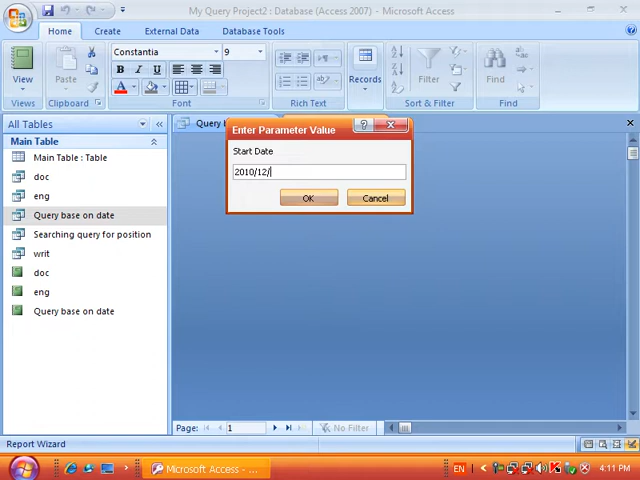 My Query Project2 : Database (Access 2007) - Microsoft Access
Home Create External Data Database Tools
View
Views
Paste
Clipboard
Constantia 9
B I U
A
Font
Rich Text
Records
Sort & Filter
Filter
Find
Find
All Tables
Main Table
Main Table : Table
doc
eng
Query base on date
Searching query for position
writ
doc
eng
Query base on date
Query b
Enter Parameter Value
Start Date
2010/12/
OK Cancel
Page: 1 No Filter
Report Wizard
Microsoft Access - ...
EN 4:11 PM